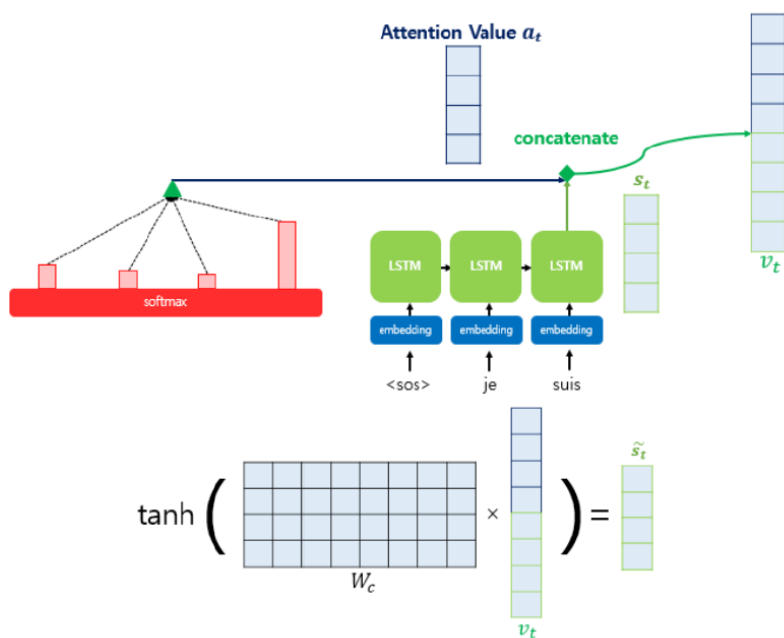 Attention Value a_t
concatenate
s_t
LSTM LSTM LSTM
softmax
v_t
embedding embedding embedding
<sos> je suis
s̃_t
tanh ( × ) =
W_c
v_t